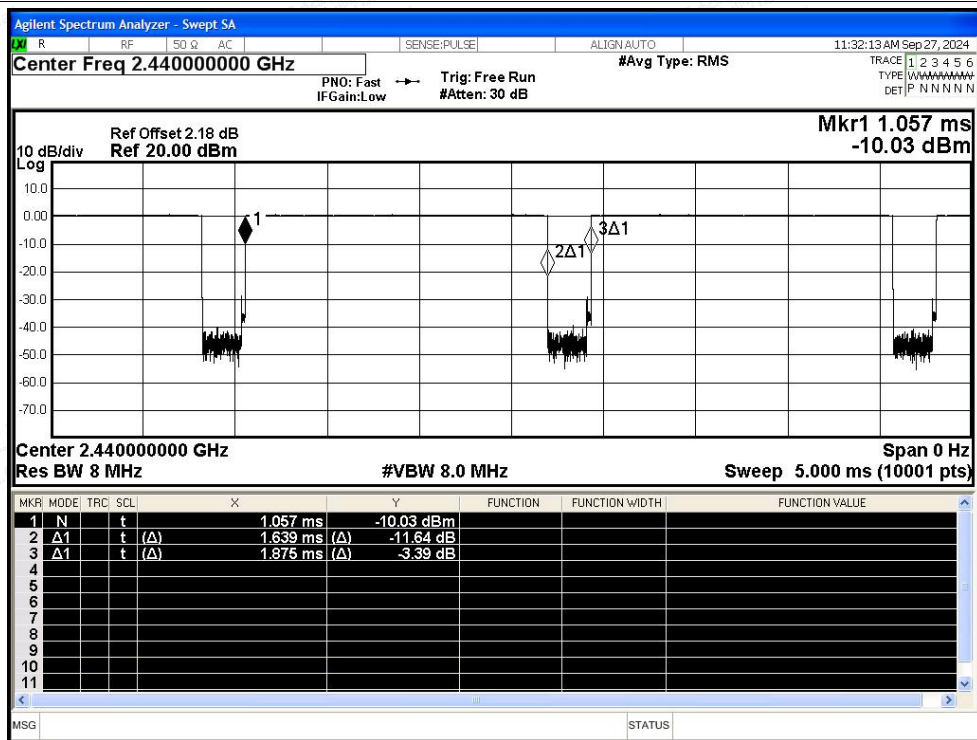 Agilent Spectrum Analyzer - Swept SA
LXI R RF 50 Ω AC SENSE:PULSE ALIGN AUTO 11:32:13 AM Sep 27, 2024
Center Freq 2.440000000 GHz #Avg Type: RMS TRACE 1 2 3 4 5 6
PNO: Fast Trig: Free Run TYPE WWWWWW
IFGain:Low #Atten: 30 dB DET P N N N N N
Mkr1 1.057 ms
Ref Offset 2.18 dB
10 dB/div Ref 20.00 dBm -10.03 dBm
Log
10.0
0.00
1
3Δ1
-10.0
2Δ1
-20.0
-30.0
-40.0
-50.0
-60.0
-70.0
Center 2.440000000 GHz Span 0 Hz
Res BW 8 MHz #VBW 8.0 MHz Sweep 5.000 ms (10001 pts)
MKR MODE TRC SCL X Y FUNCTION FUNCTION WIDTH FUNCTION VALUE
1 N t 1.057 ms -10.03 dBm
2 Δ1 t (Δ) 1.639 ms (Δ) -11.64 dB
3 Δ1 t (Δ) 1.875 ms (Δ) -3.39 dB
4
5
6
7
8
9
10
11
MSG STATUS